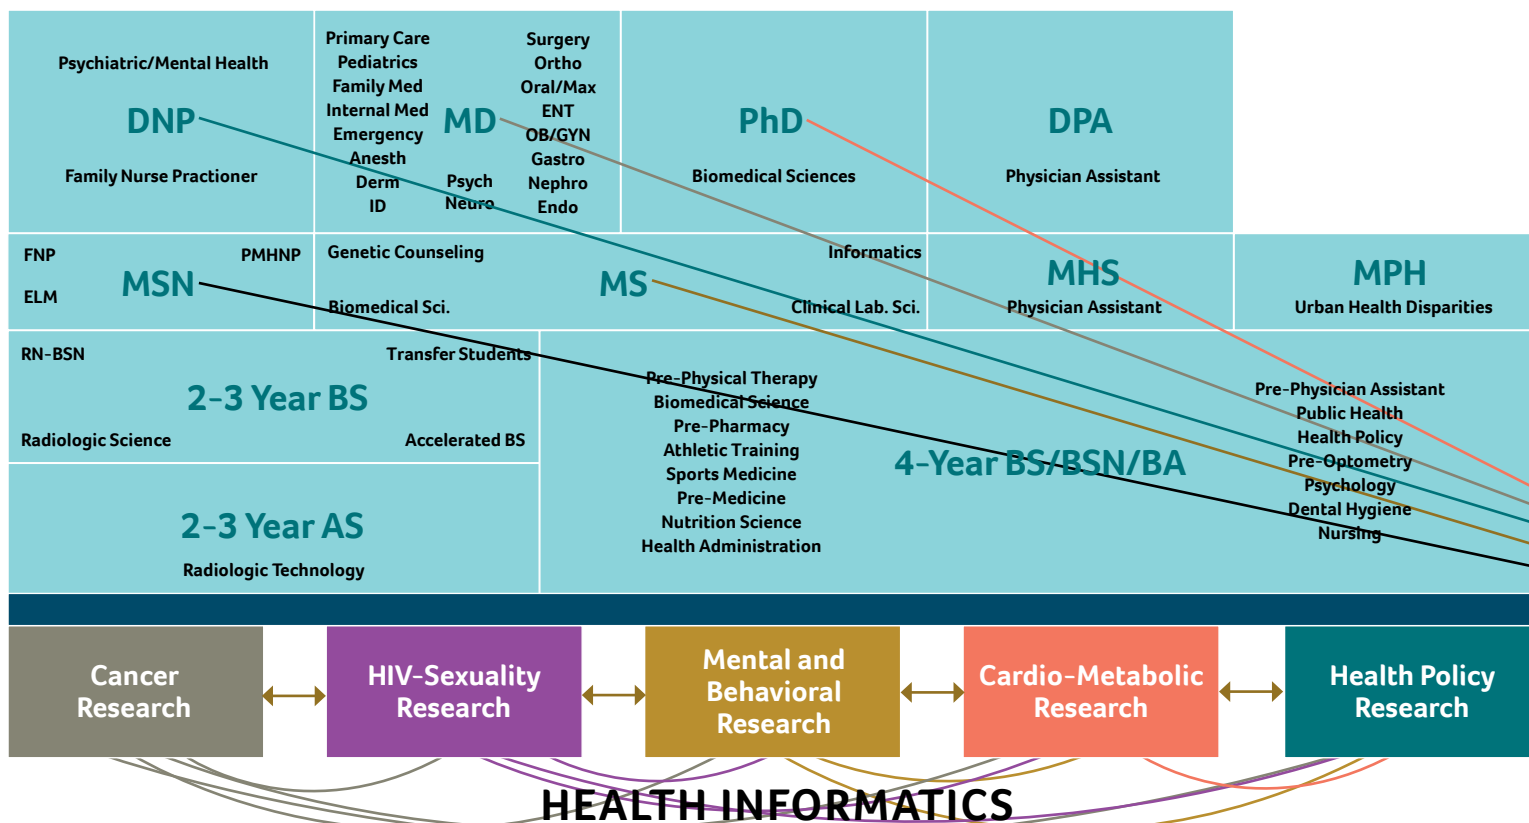 Psychiatric/Mental Health
DNP
Family Nurse Practioner
Primary Care
Pediatrics
Family Med
Internal Med
Emergency
Anesth
Derm
ID
MD
Psych
Neuro
Surgery
Ortho
Oral/Max
ENT
OB/GYN
Gastro
Nephro
Endo
PhD
Biomedical Sciences
DPA
Physician Assistant
FNP
PMHNP
MSN
ELM
Genetic Counseling
Informatics
MS
Biomedical Sci.
Clinical Lab. Sci.
MHS
Physician Assistant
MPH
Urban Health Disparities
RN-BSN
Transfer Students
2-3 Year BS
Radiologic Science
Accelerated BS
2-3 Year AS
Radiologic Technology
Pre-Physical Therapy
Biomedical Science
Pre-Pharmacy
Athletic Training
Sports Medicine
Pre-Medicine
Nutrition Science
Health Administration
4-Year BS/BSN/BA
Pre-Physician Assistant
Public Health
Health Policy
Pre-Optometry
Psychology
Dental Hygiene
Nursing
Cancer
Research
HIV-Sexuality
Research
Mental and
Behavioral
Research
Cardio-Metabolic
Research
Health Policy
Research
HEALTH INFORMATICS